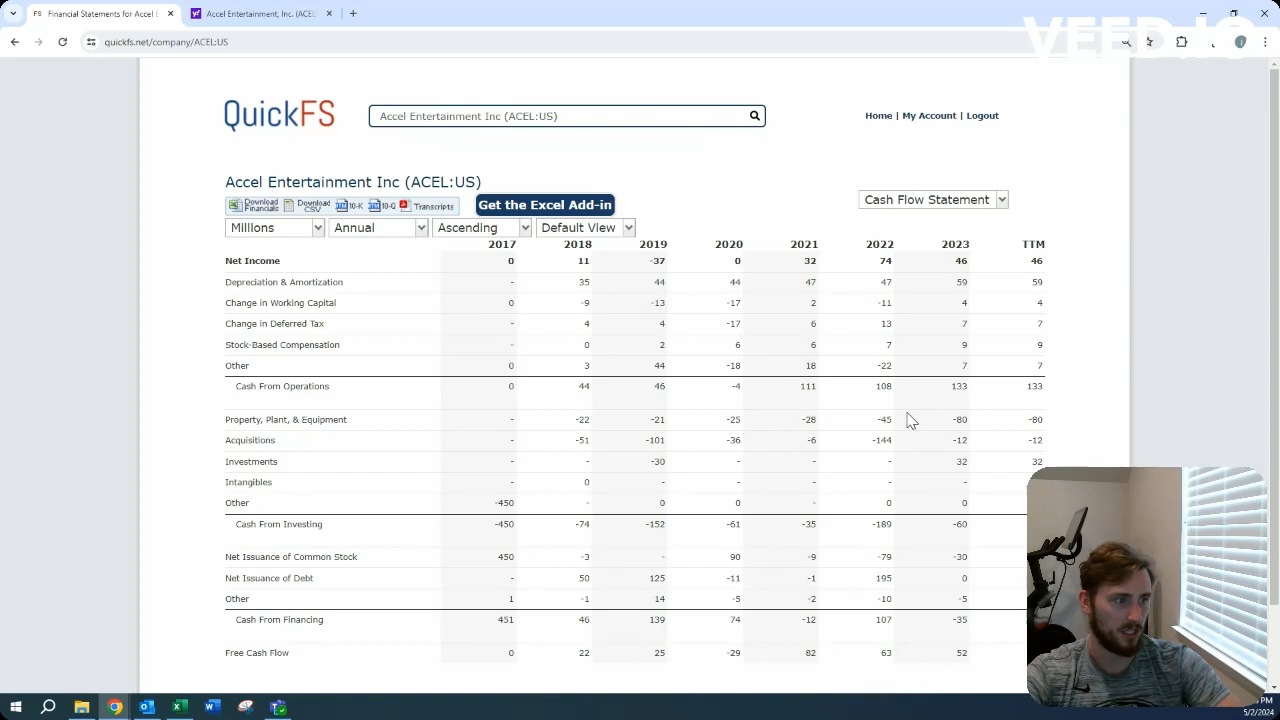 Financial Statements for Accel E
Accel Entertainment, Inc. (ACEL
quickfs.net/company/ACEL:US
QuickFS
Accel Entertainment Inc (ACEL:US)
Home | My Account | Logout
Accel Entertainment Inc (ACEL:US)
Download Financials
Download CSV
10-K
10-Q
Transcripts
Get the Excel Add-in
Cash Flow Statement
Millions Annual Ascending Default View
2017 2018 2019 2020 2021 2022 2023 TTM
Net Income 0 11 -37 0 32 74 46 46
Depreciation & Amortization - 35 44 44 47 47 59 59
Change in Working Capital 0 -9 -13 -17 2 -11 4 4
Change in Deferred Tax - 4 4 -17 6 13 7 7
Stock-Based Compensation - 0 2 6 6 7 9 9
Other 0 3 44 -18 18 -22 7 7
Cash From Operations 0 44 46 -4 111 108 133 133
Property, Plant, & Equipment - -22 -21 -25 -28 -45 -80 -80
Acquisitions - -51 -101 -36 -6 -144 -12 -12
Investments - - -30 - - - 32 32
Intangibles - 0 - - - - -
Other -450 - 0 0 - 0 0
Cash From Investing -450 -74 -152 -61 -35 -189 -60
Net Issuance of Common Stock 450 -3 - 90 - -79 -30
Net Issuance of Debt - 50 125 -11 195 0
Other 1 -1 14 -5 -2 -10 -5
Cash From Financing 451 46 139 74 -12 107 -35
Free Cash Flow 0 22 25 -29 82 63 52
PM
5/2/2024